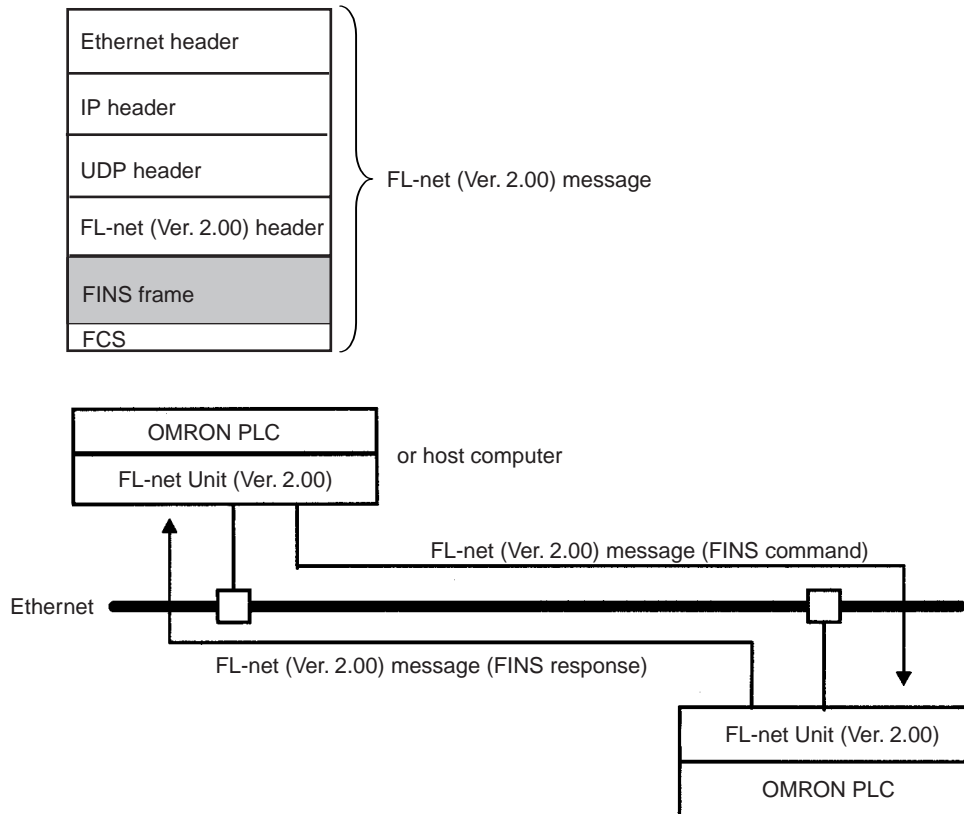 Ethernet header
IP header
UDP header
FL-net (Ver. 2.00) header
FINS frame
FCS
FL-net (Ver. 2.00) message
OMRON PLC
FL-net Unit (Ver. 2.00)
or host computer
FL-net (Ver. 2.00) message (FINS command)
Ethernet
FL-net (Ver. 2.00) message (FINS response)
FL-net Unit (Ver. 2.00)
OMRON PLC